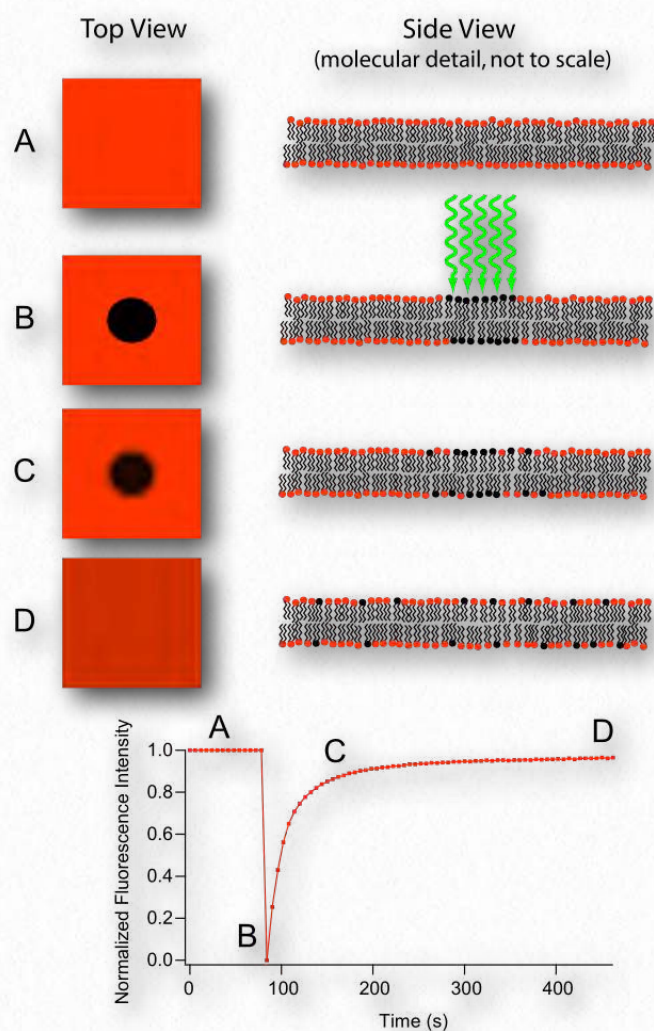 Top View
Side View
(molecular detail, not to scale)
A
B
C
D
A
C
D
B
Normalized Fluorescence Intensity
1.0
0.8
0.6
0.4
0.2
0.0
0 100 200 300 400
Time (s)